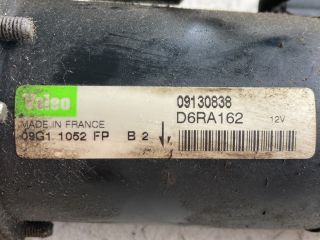 Valeo
09130838
D6RA162 12V
MADE IN FRANCE
09G1 1052 FP B 2